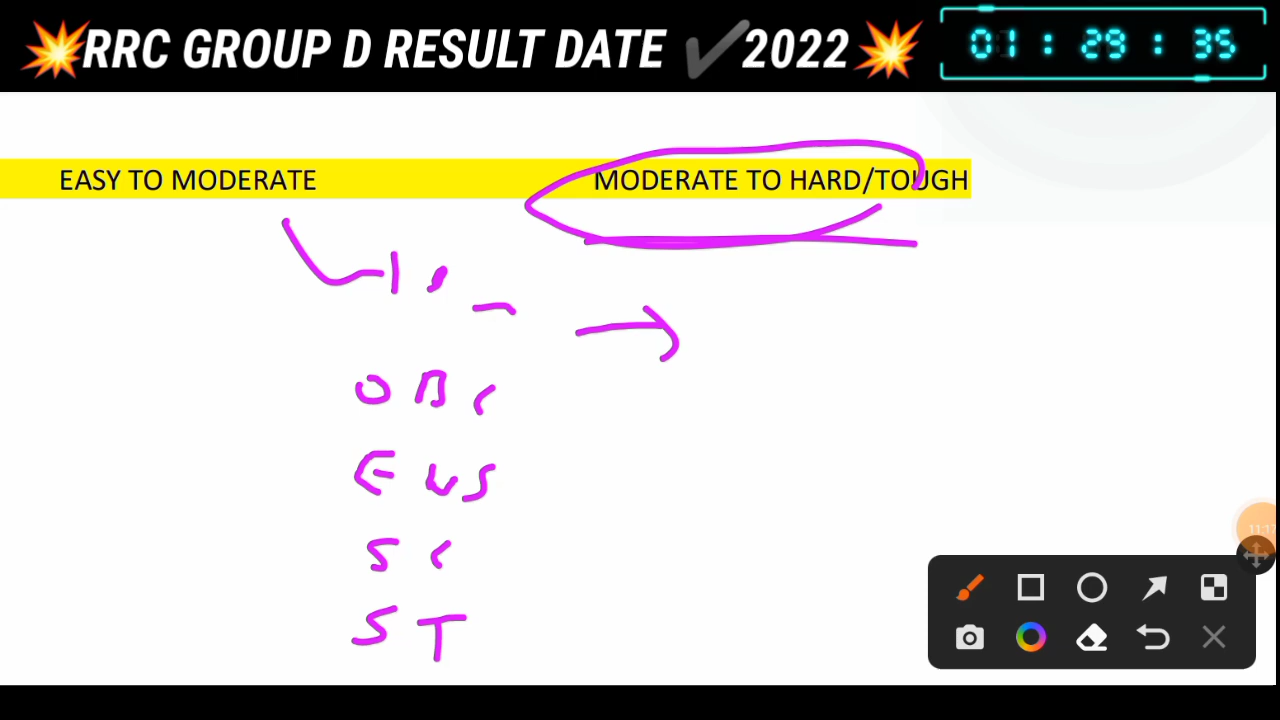 💥RRC GROUP D RESULT DATE ✔2022💥 01 : 29 : 35
EASY TO MODERATE MODERATE TO HARD/TOUGH
OBC
EWS
SC
ST